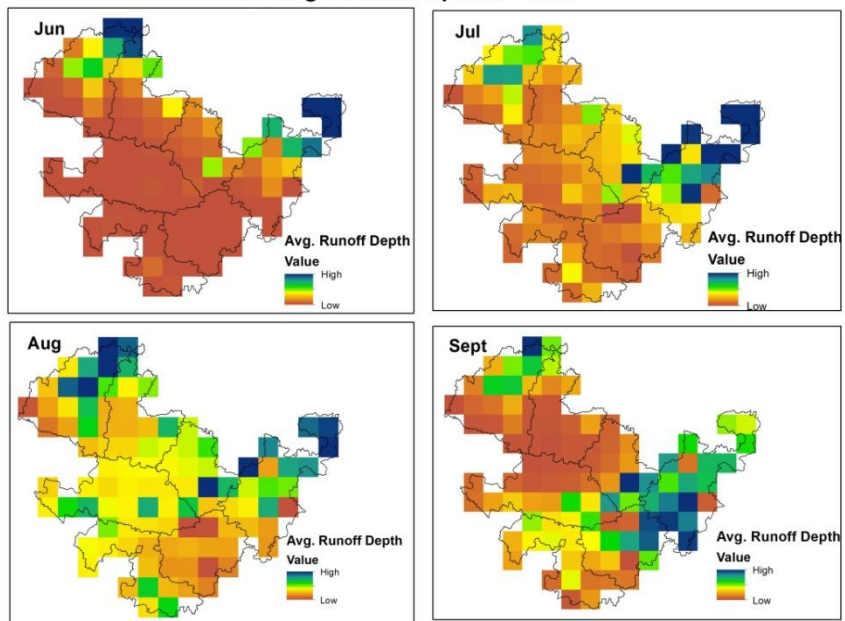 Jun
Avg. Runoff Depth
Value
High
Low
Jul
Avg. Runoff Depth
Value
High
Low
Aug
Avg. Runoff Depth
Value
High
Low
Sept
Avg. Runoff Depth
Value
High
Low